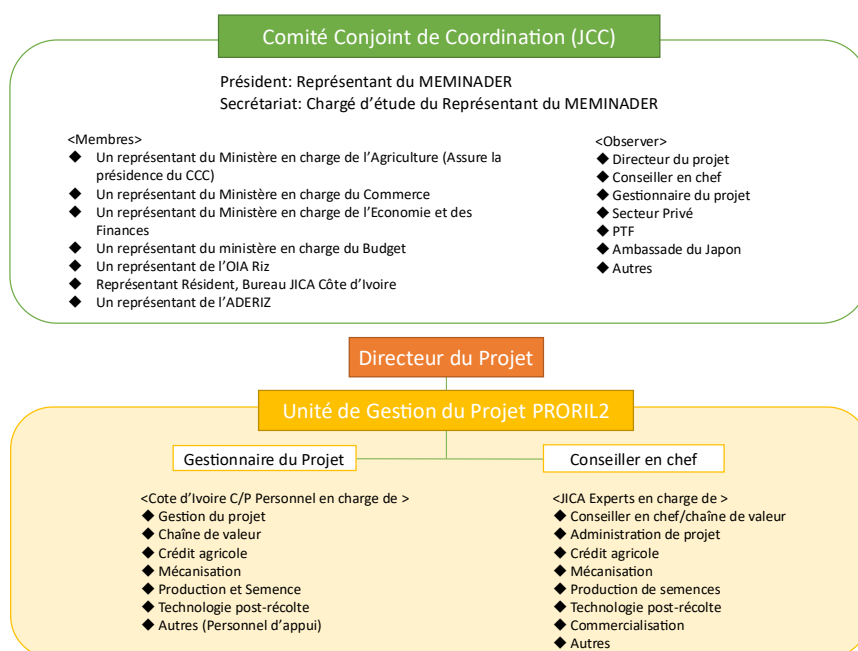 Comité Conjoint de Coordination (JCC)
Président: Représentant du MEMINADER
Secrétariat: Chargé d’étude du Représentant du MEMINADER
<Membres>
◆ Un représentant du Ministère en charge de l’Agriculture (Assure la
présidence du CCC)
◆ Un représentant du Ministère en charge du Commerce
◆ Un représentant du Ministère en charge de l’Economie et des
Finances
◆ Un représentant du ministère en charge du Budget
◆ Un représentant de l’OIA Riz
◆ Représentant Résident, Bureau JICA Côte d’Ivoire
◆ Un représentant de l’ADERIZ
<Observer>
◆ Directeur du projet
◆ Conseiller en chef
◆ Gestionnaire du projet
◆ Secteur Privé
◆ PTF
◆ Ambassade du Japon
◆ Autres
Directeur du Projet
Unité de Gestion du Projet PRORIL2
Gestionnaire du Projet
<Cote d’Ivoire C/P Personnel en charge de >
◆ Gestion du projet
◆ Chaîne de valeur
◆ Crédit agricole
◆ Mécanisation
◆ Production et Semence
◆ Technologie post-récolte
◆ Autres (Personnel d’appui)
Conseiller en chef
<JICA Experts en charge de >
◆ Conseiller en chef/chaîne de valeur
◆ Administration de projet
◆ Crédit agricole
◆ Mécanisation
◆ Production de semences
◆ Technologie post-récolte
◆ Commercialisation
◆ Autres